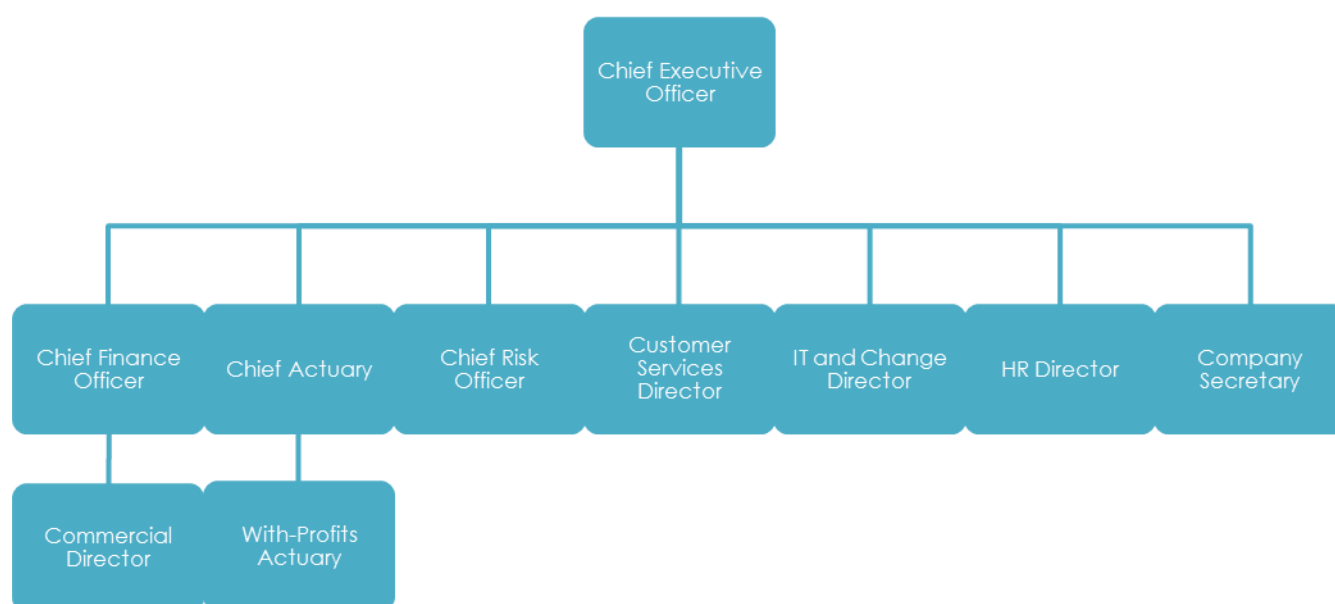 Chief Executive
Officer
Chief Finance
Officer
Chief Actuary
Chief Risk
Officer
Customer
Services
Director
IT and Change
Director
HR Director
Company
Secretary
Commercial
Director
With-Profits
Actuary